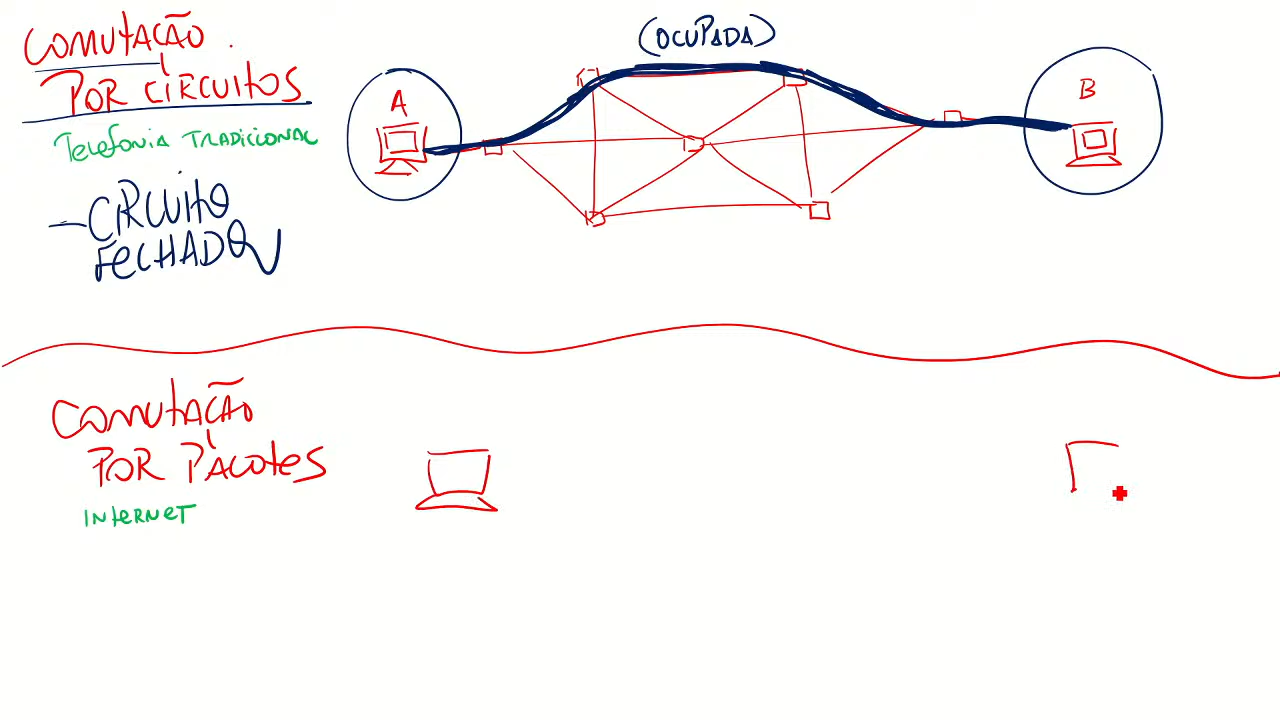 COMUTAÇÃO
POR CIRCUITOS
TELEFONIA TRADICIONAL
- CIRCUITO
FECHADO
(OCUPADA)
A
B
COMUTAÇÃO
POR PACOTES
INTERNET